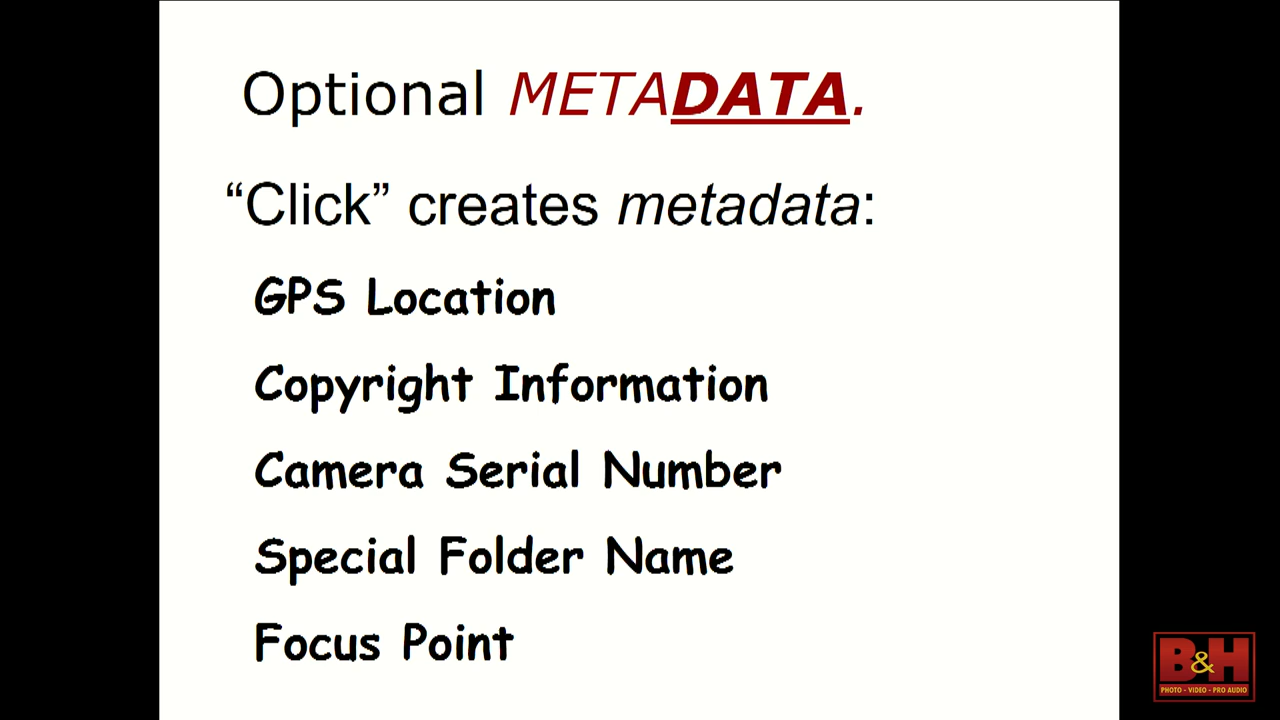 Optional METADATA.
“Click” creates metadata:
GPS Location
Copyright Information
Camera Serial Number
Special Folder Name
Focus Point
B&H
PHOTO - VIDEO - PRO AUDIO